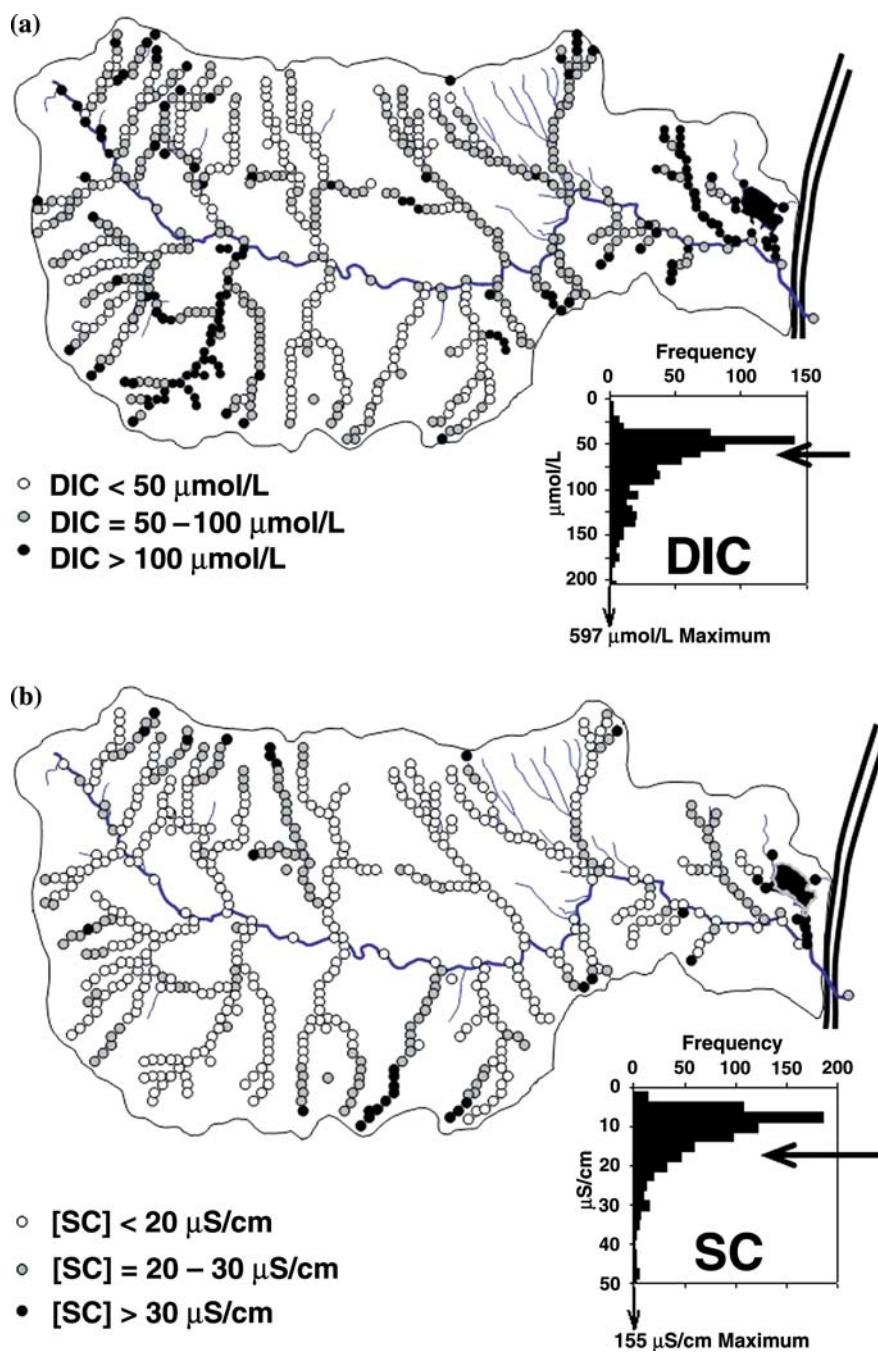 (a)
Frequency
0 50 100 150
0
50
100
150
200
μmol/L
DIC
597 μmol/L Maximum
DIC < 50 μmol/L
DIC = 50 – 100 μmol/L
DIC > 100 μmol/L
(b)
Frequency
0 50 100 150 200
0
10
20
30
40
50
μS/cm
SC
155 μS/cm Maximum
[SC] < 20 μS/cm
[SC] = 20 – 30 μS/cm
[SC] > 30 μS/cm